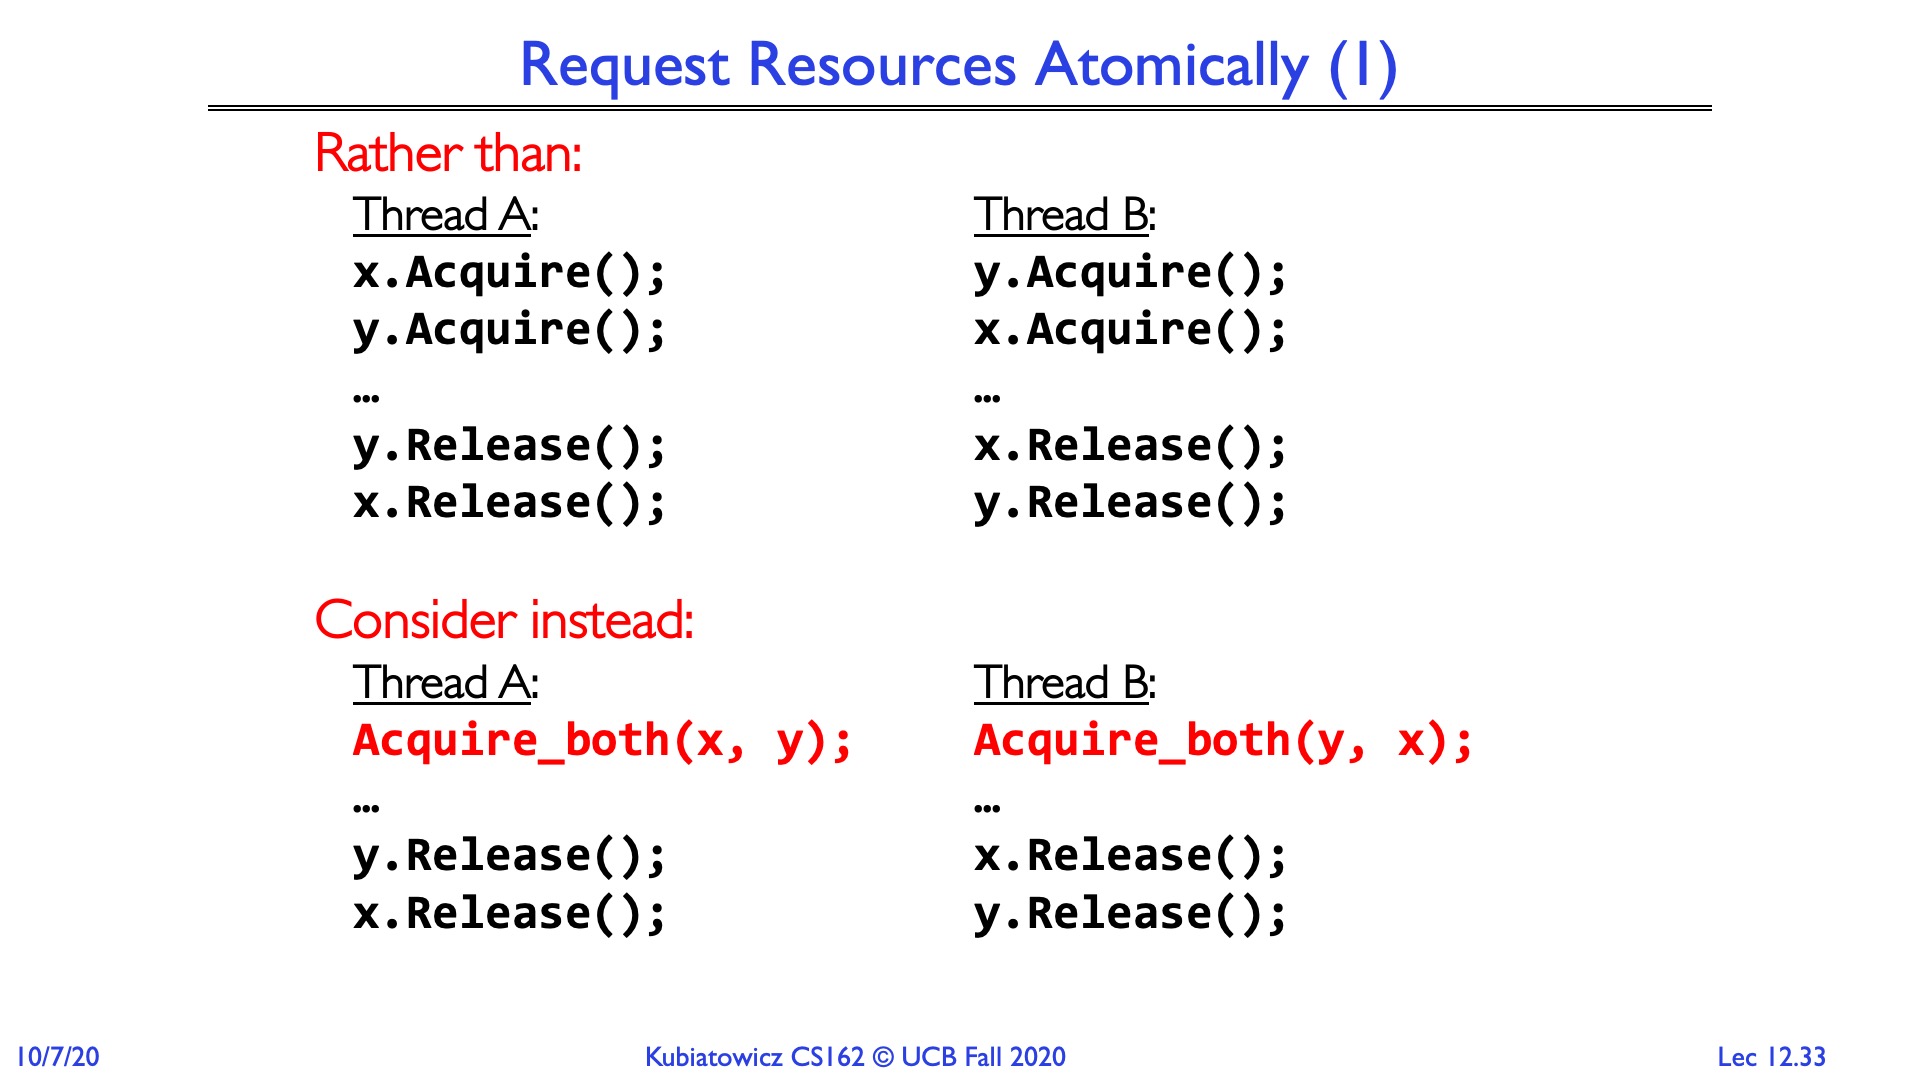 Request Resources Atomically (1)
Rather than:
Thread A: Thread B:
x.Acquire(); y.Acquire();
y.Acquire(); x.Acquire();
… …
y.Release(); x.Release();
x.Release(); y.Release();
Consider instead:
Thread A: Thread B:
Acquire_both(x, y); Acquire_both(y, x);
… …
y.Release(); x.Release();
x.Release(); y.Release();
10/7/20 Kubiatowicz CS162 © UCB Fall 2020 Lec 12.33